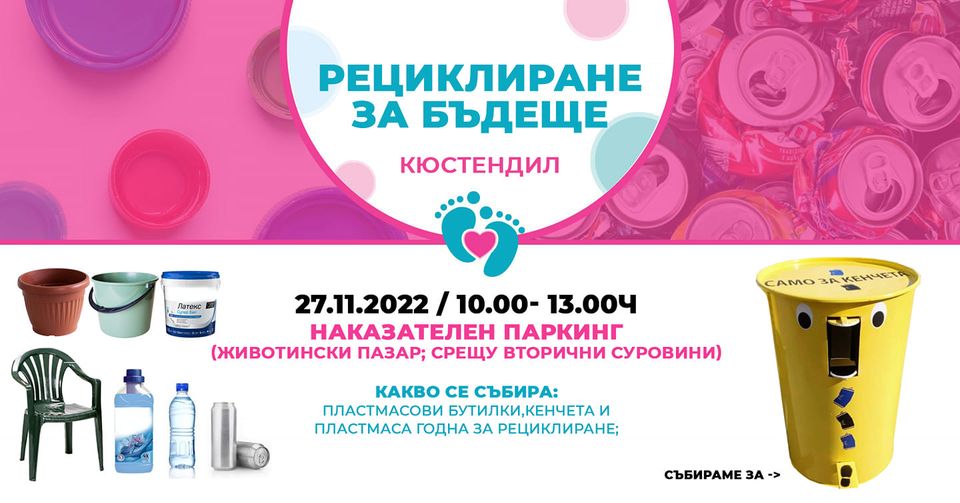 РЕЦИКЛИРАНЕ
ЗА БЪДЕЩЕ
КЮСТЕНДИЛ
27.11.2022 / 10.00- 13.00Ч
НАКАЗАТЕЛЕН ПАРКИНГ
(ЖИВОТИНСКИ ПАЗАР; СРЕЩУ ВТОРИЧНИ СУРОВИНИ)
КАКВО СЕ СЪБИРА:
ПЛАСТМАСОВИ БУТИЛКИ,КЕНЧЕТА И
ПЛАСТМАСА ГОДНА ЗА РЕЦИКЛИРАНЕ;
Латекс
САМО ЗА КЕНЧЕТА
СЪБИРАМЕ ЗА ->